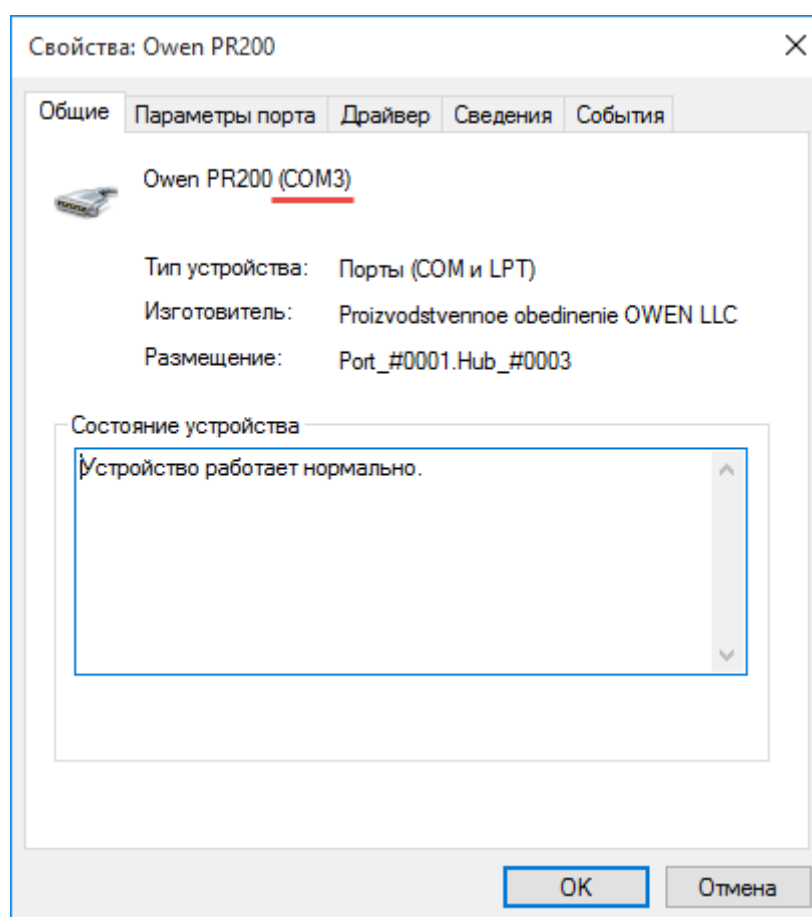 Свойства: Owen PR200
Общие
Параметры порта
Драйвер
Сведения
События
Owen PR200 (COM3)
Тип устройства: Порты (COM и LPT)
Изготовитель: Proizvodstvennoe obedinenie OWEN LLC
Размещение: Port_#0001.Hub_#0003
Состояние устройства
Устройство работает нормально.
OK
Отмена